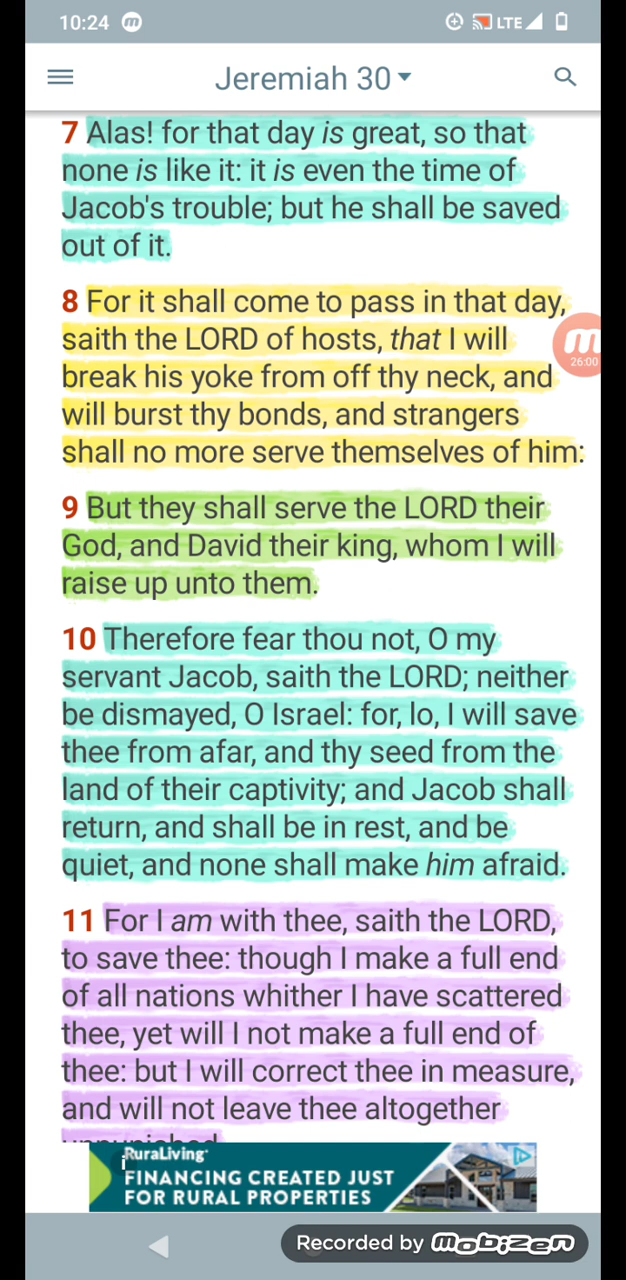 10:24 m LTE
Jeremiah 30
7 Alas! for that day is great, so that
none is like it: it is even the time of
Jacob's trouble; but he shall be saved
out of it.
8 For it shall come to pass in that day,
saith the LORD of hosts, that I will
break his yoke from off thy neck, and
will burst thy bonds, and strangers
shall no more serve themselves of him:
m
26:00
9 But they shall serve the LORD their
God, and David their king, whom I will
raise up unto them.
10 Therefore fear thou not, O my
servant Jacob, saith the LORD; neither
be dismayed, O Israel: for, lo, I will save
thee from afar, and thy seed from the
land of their captivity; and Jacob shall
return, and shall be in rest, and be
quiet, and none shall make him afraid.
11 For I am with thee, saith the LORD,
to save thee: though I make a full end
of all nations whither I have scattered
thee, yet will I not make a full end of
thee: but I will correct thee in measure,
and will not leave thee altogether
unpunished
RuraLiving
FINANCING CREATED JUST
FOR RURAL PROPERTIES
Recorded by mobizen